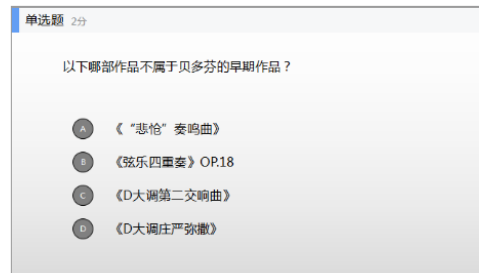 单选题 2分
以下哪部作品不属于贝多芬的早期作品？
A 《“悲怆”奏鸣曲》
B 《弦乐四重奏》OP.18
C 《D大调第二交响曲》
D 《D大调庄严弥撒》